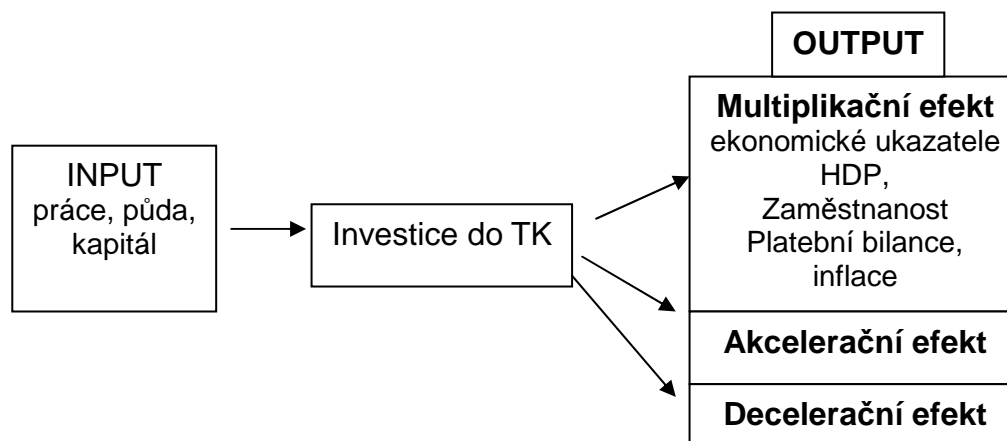 INPUT
práce, půda,
kapitál
Investice do TK
OUTPUT
Multiplikační efekt
ekonomické ukazatele
HDP,
Zaměstnanost
Platební bilance,
inflace
Akcelerační efekt
Decelerační efekt